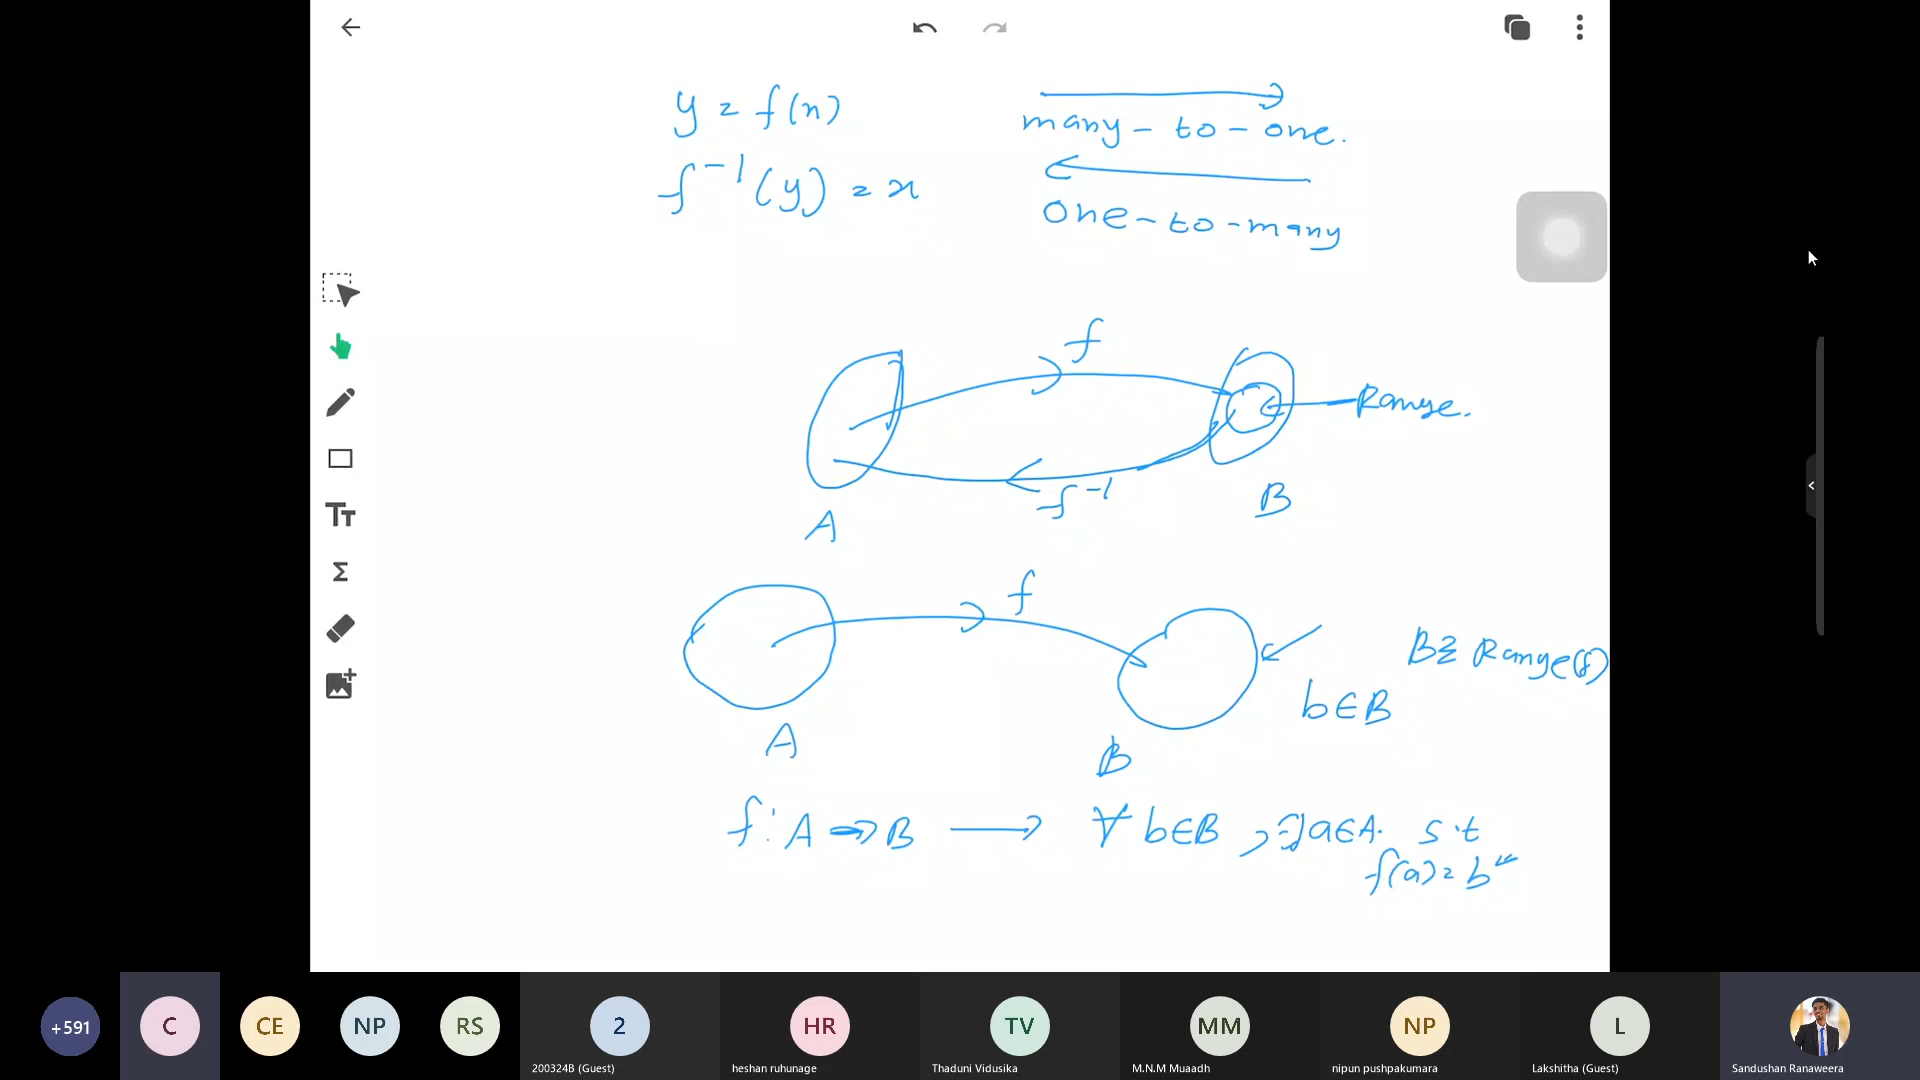 y = f(x)
many-to-one.
f⁻¹(y) = x
one-to-many
f
Range.
f⁻¹
B
A
f
B ⊇ Range(f)
b∈B
A
B
f: A → B → ∀ b∈B, ∃ a∈A. s.t
f(a) = b
Tт
Σ
+591
C
CE
NP
RS
2
HR
TV
MM
NP
L
200324B (Guest)
heshan ruhunage
Thaduni Vidusika
M.N.M Muaadh
nipun pushpakumara
Lakshitha (Guest)
Sandushan Ranaweera